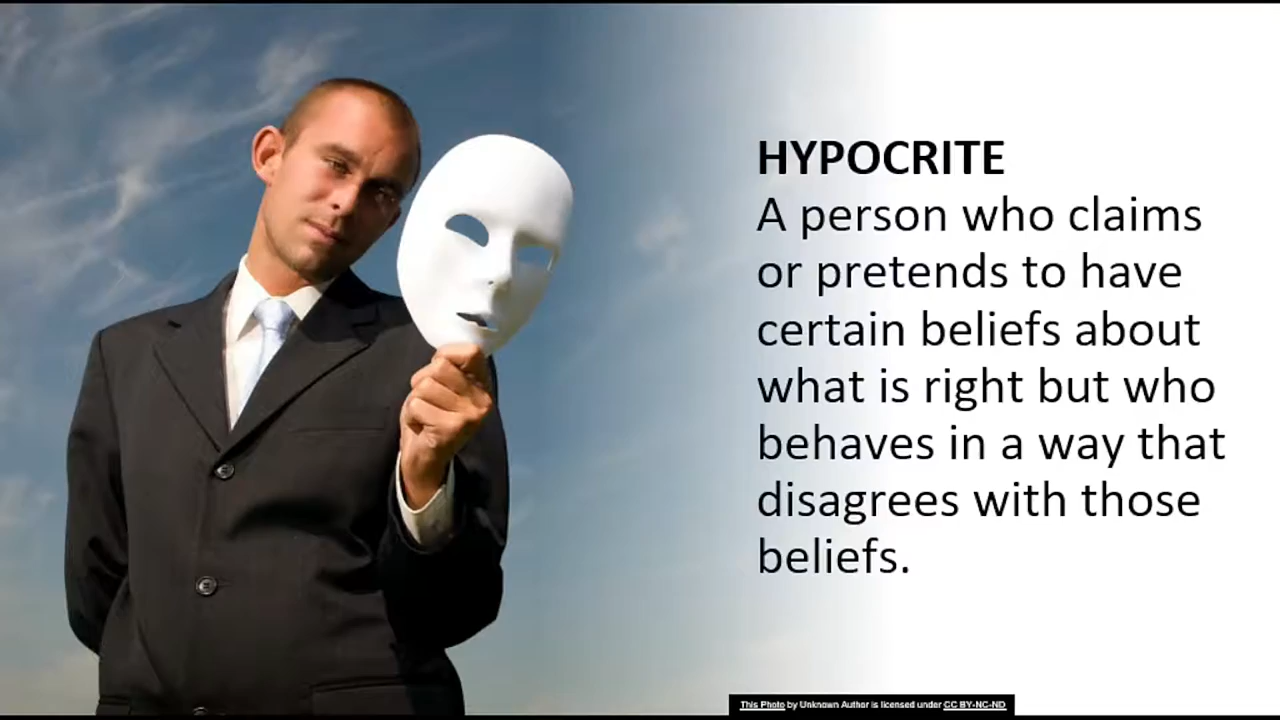 HYPOCRITE
A person who claims
or pretends to have
certain beliefs about
what is right but who
behaves in a way that
disagrees with those
beliefs.
This Photo by Unknown Author is licensed under CC BY-NC-ND